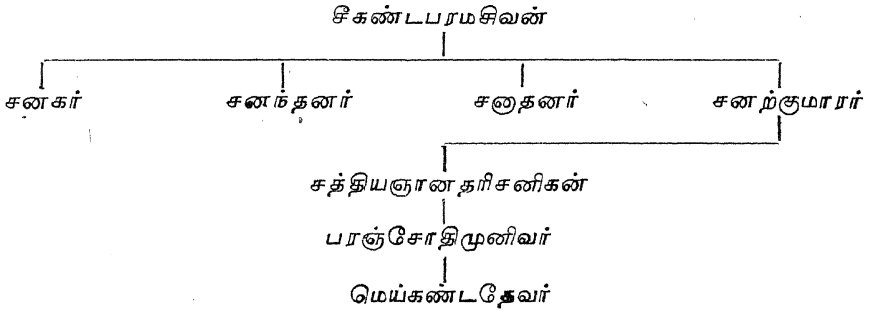 சீகண்டபரமசிவன்
சனகர் சனந்தனர் சனாதனர் சனற்குமாரர்
சத்தியஞானதரிசனிகன்
பரஞ்சோதிமுனிவர்
மெய்கண்டதேவர்